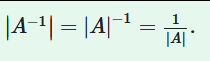 |A⁻¹| = |A|⁻¹ = 1/|A|.